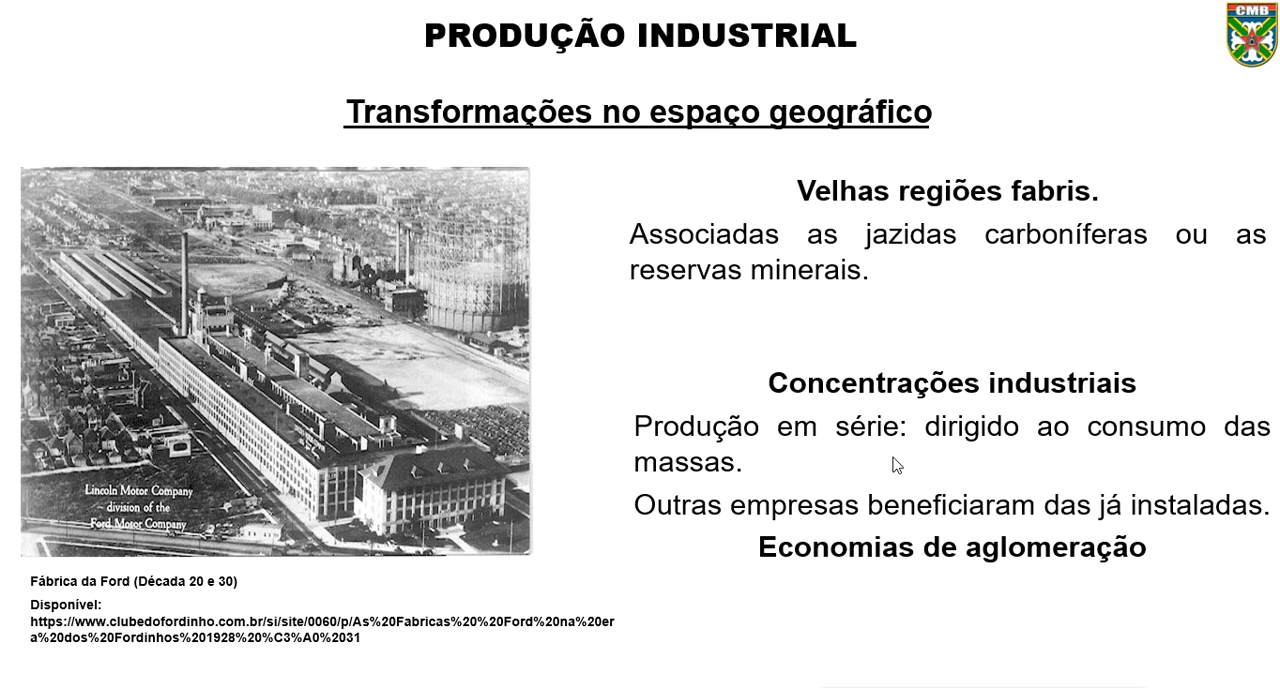 CMB
PRODUÇÃO INDUSTRIAL
Transformações no espaço geográfico
Lincoln Motor Company
division of the
Ford Motor Company
Fábrica da Ford (Década 20 e 30)
Disponível:
https://www.clubedofordinho.com.br/si/site/0060/p/As%20Fabricas%20%20Ford%20na%20er
a%20dos%20Fordinhos%201928%20%C3%A0%2031
Velhas regiões fabris.
Associadas as jazidas carboníferas ou as
reservas minerais.
Concentrações industriais
Produção em série: dirigido ao consumo das
massas.
Outras empresas beneficiaram das já instaladas.
Economias de aglomeração